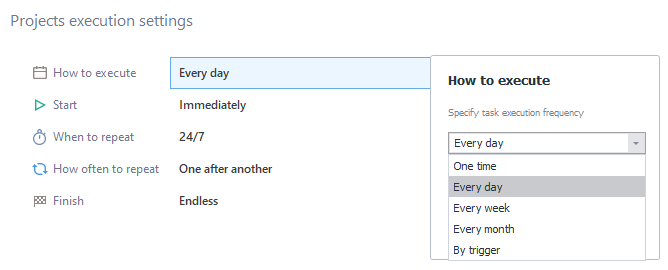 Projects execution settings
How to execute
Every day
Start
Immediately
When to repeat
24/7
How often to repeat
One after another
Finish
Endless
How to execute
Specify task execution frequency
Every day
One time
Every day
Every week
Every month
By trigger